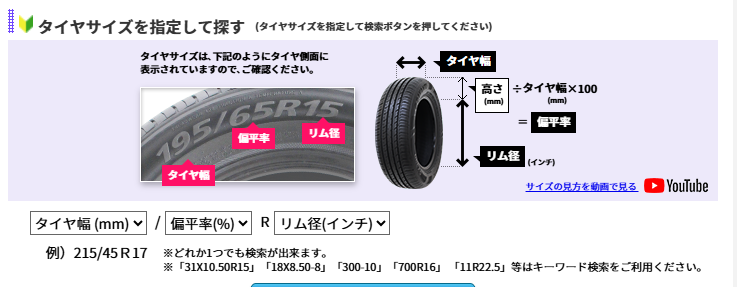 タイヤサイズを指定して探す (タイヤサイズを指定して検索ボタンを押してください)
タイヤサイズは、下記のようにタイヤ側面に
表示されていますので、ご確認ください。
195/65R15
偏平率
リム径
タイヤ幅
タイヤ幅
高さ
(mm)
÷タイヤ幅×100
(mm)
＝ 偏平率
リム径 (インチ)
サイズの見方を動画で見る YouTube
タイヤ幅 (mm) / 偏平率(%) R リム径(インチ)
例）215/45 R 17 ※どれか1つでも検索が出来ます。
※「31X10.50R15」「18X8.50-8」「300-10」「700R16」「11R22.5」等はキーワード検索をご利用ください。